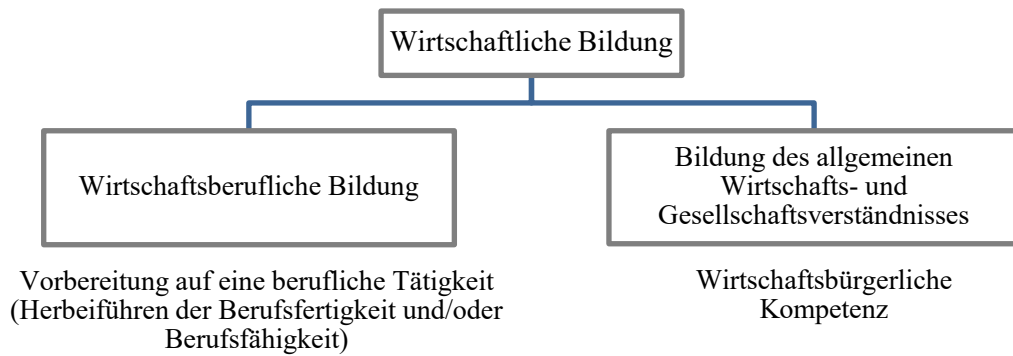 Wirtschaftliche Bildung
Wirtschaftsberufliche Bildung
Bildung des allgemeinen
Wirtschafts- und
Gesellschaftsverständnisses
Vorbereitung auf eine berufliche Tätigkeit
(Herbeiführen der Berufsfertigkeit und/oder
Berufsfähigkeit)
Wirtschaftsbürgerliche
Kompetenz